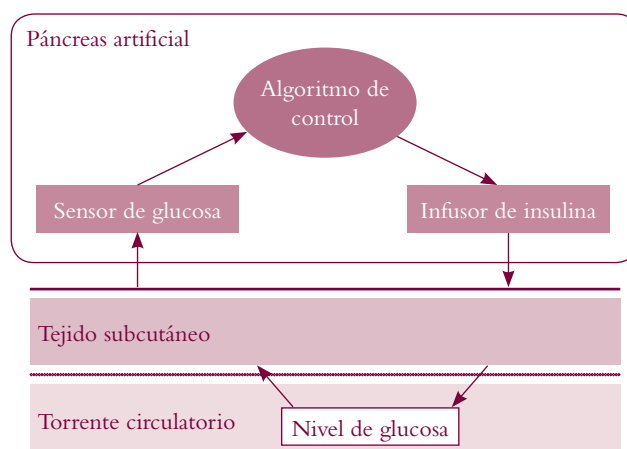 Páncreas artificial
Algoritmo de
control
Sensor de glucosa
Infusor de insulina
Tejido subcutáneo
Torrente circulatorio
Nivel de glucosa